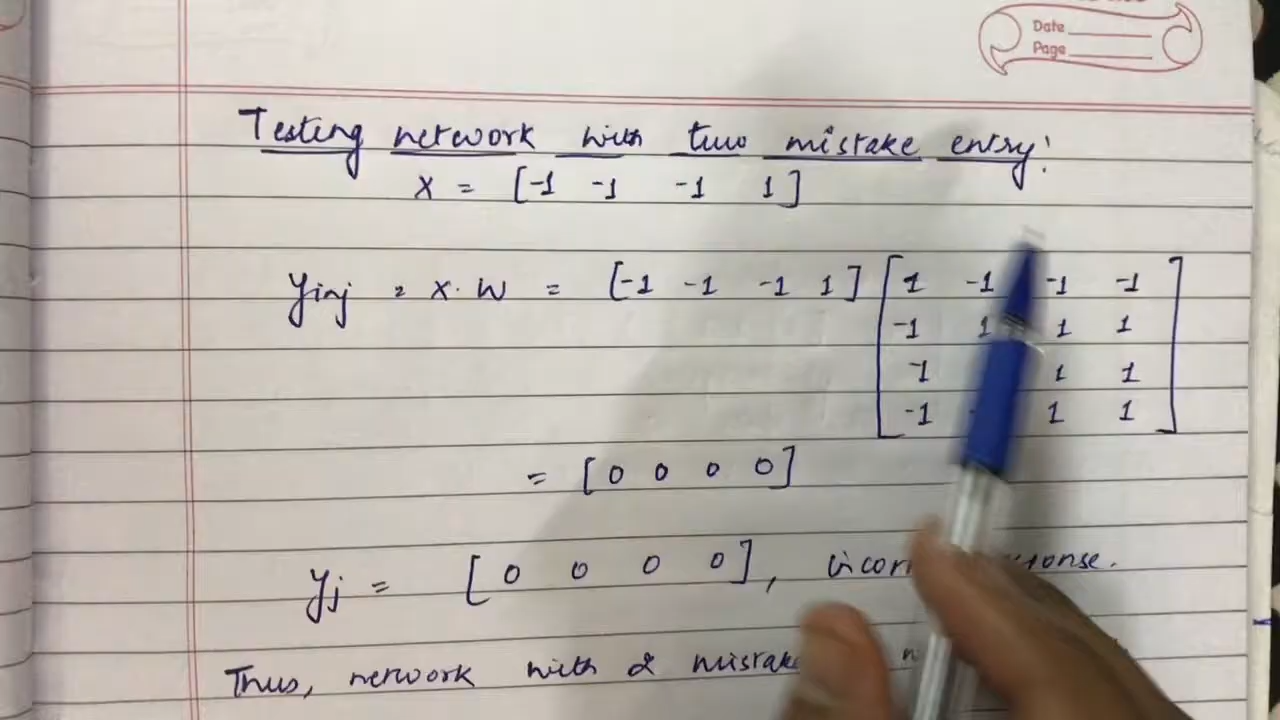 Date
Page
Testing network with two mistake entry:
X = [-1 -1 -1 1]
yinj = X. W = [-1 -1 -1 1] [1 -1 -1 -1
-1 1 1 1
-1 1 1
-1 1 1]
= [0 0 0 0]
yj = [0 0 0 0],
Thus, network with 2